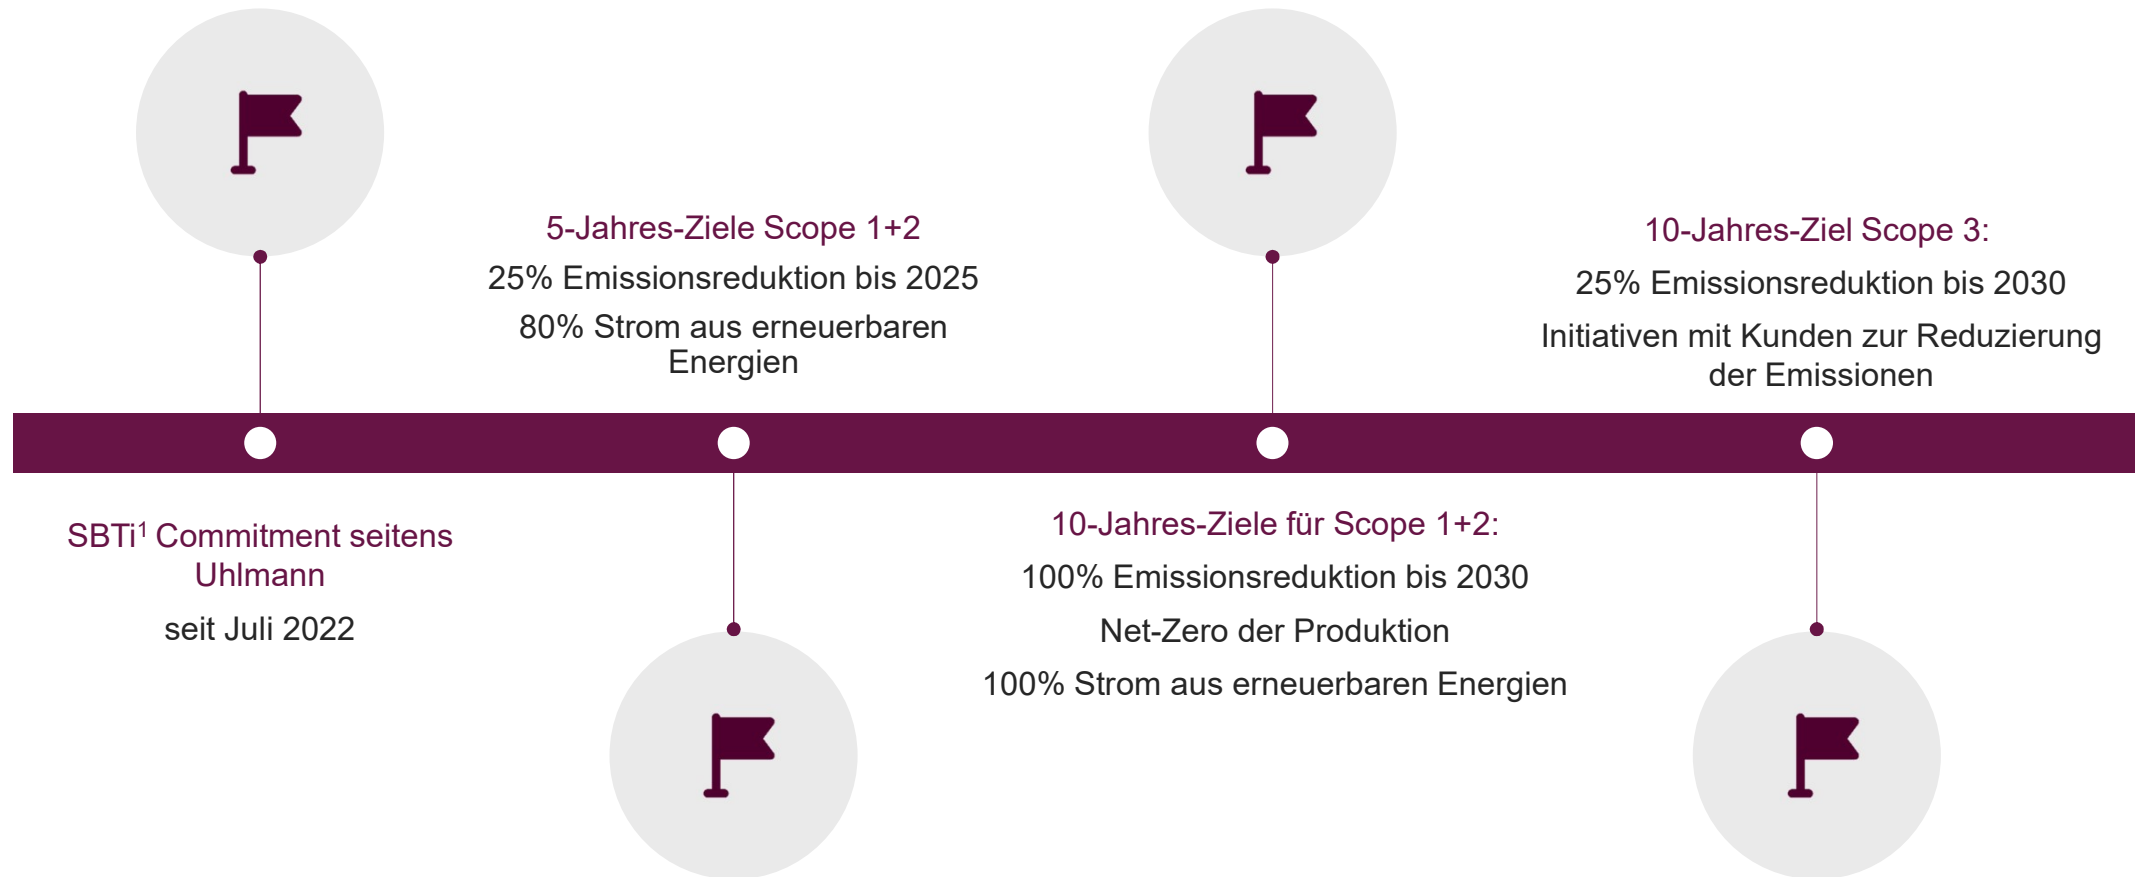 SBTi¹ Commitment seitens
Uhlmann
seit Juli 2022
5-Jahres-Ziele Scope 1+2
25% Emissionsreduktion bis 2025
80% Strom aus erneuerbaren
Energien
10-Jahres-Ziele für Scope 1+2:
100% Emissionsreduktion bis 2030
Net-Zero der Produktion
100% Strom aus erneuerbaren Energien
10-Jahres-Ziel Scope 3:
25% Emissionsreduktion bis 2030
Initiativen mit Kunden zur Reduzierung
der Emissionen